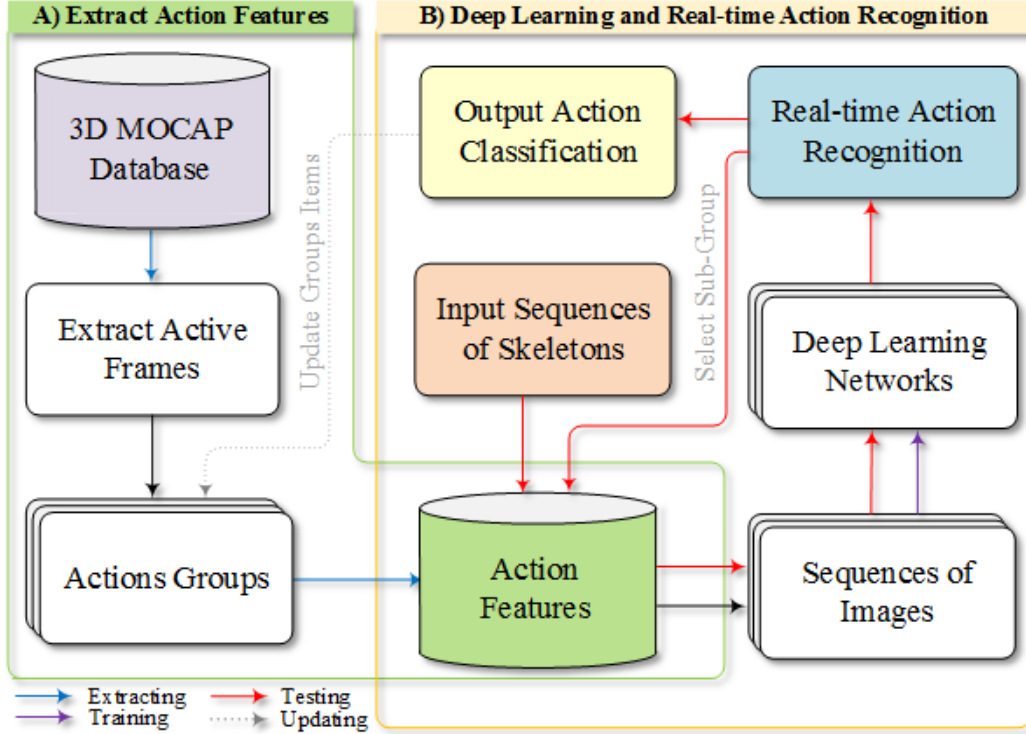 A) Extract Action Features
B) Deep Learning and Real-time Action Recognition
3D MOCAP
Database
Output Action
Classification
Real-time Action
Recognition
Update Groups Items
Select Sub-Group
Extract Active
Frames
Input Sequences
of Skeletons
Deep Learning
Networks
Actions Groups
Action
Features
Sequences of
Images
Extracting
Testing
Training
Updating